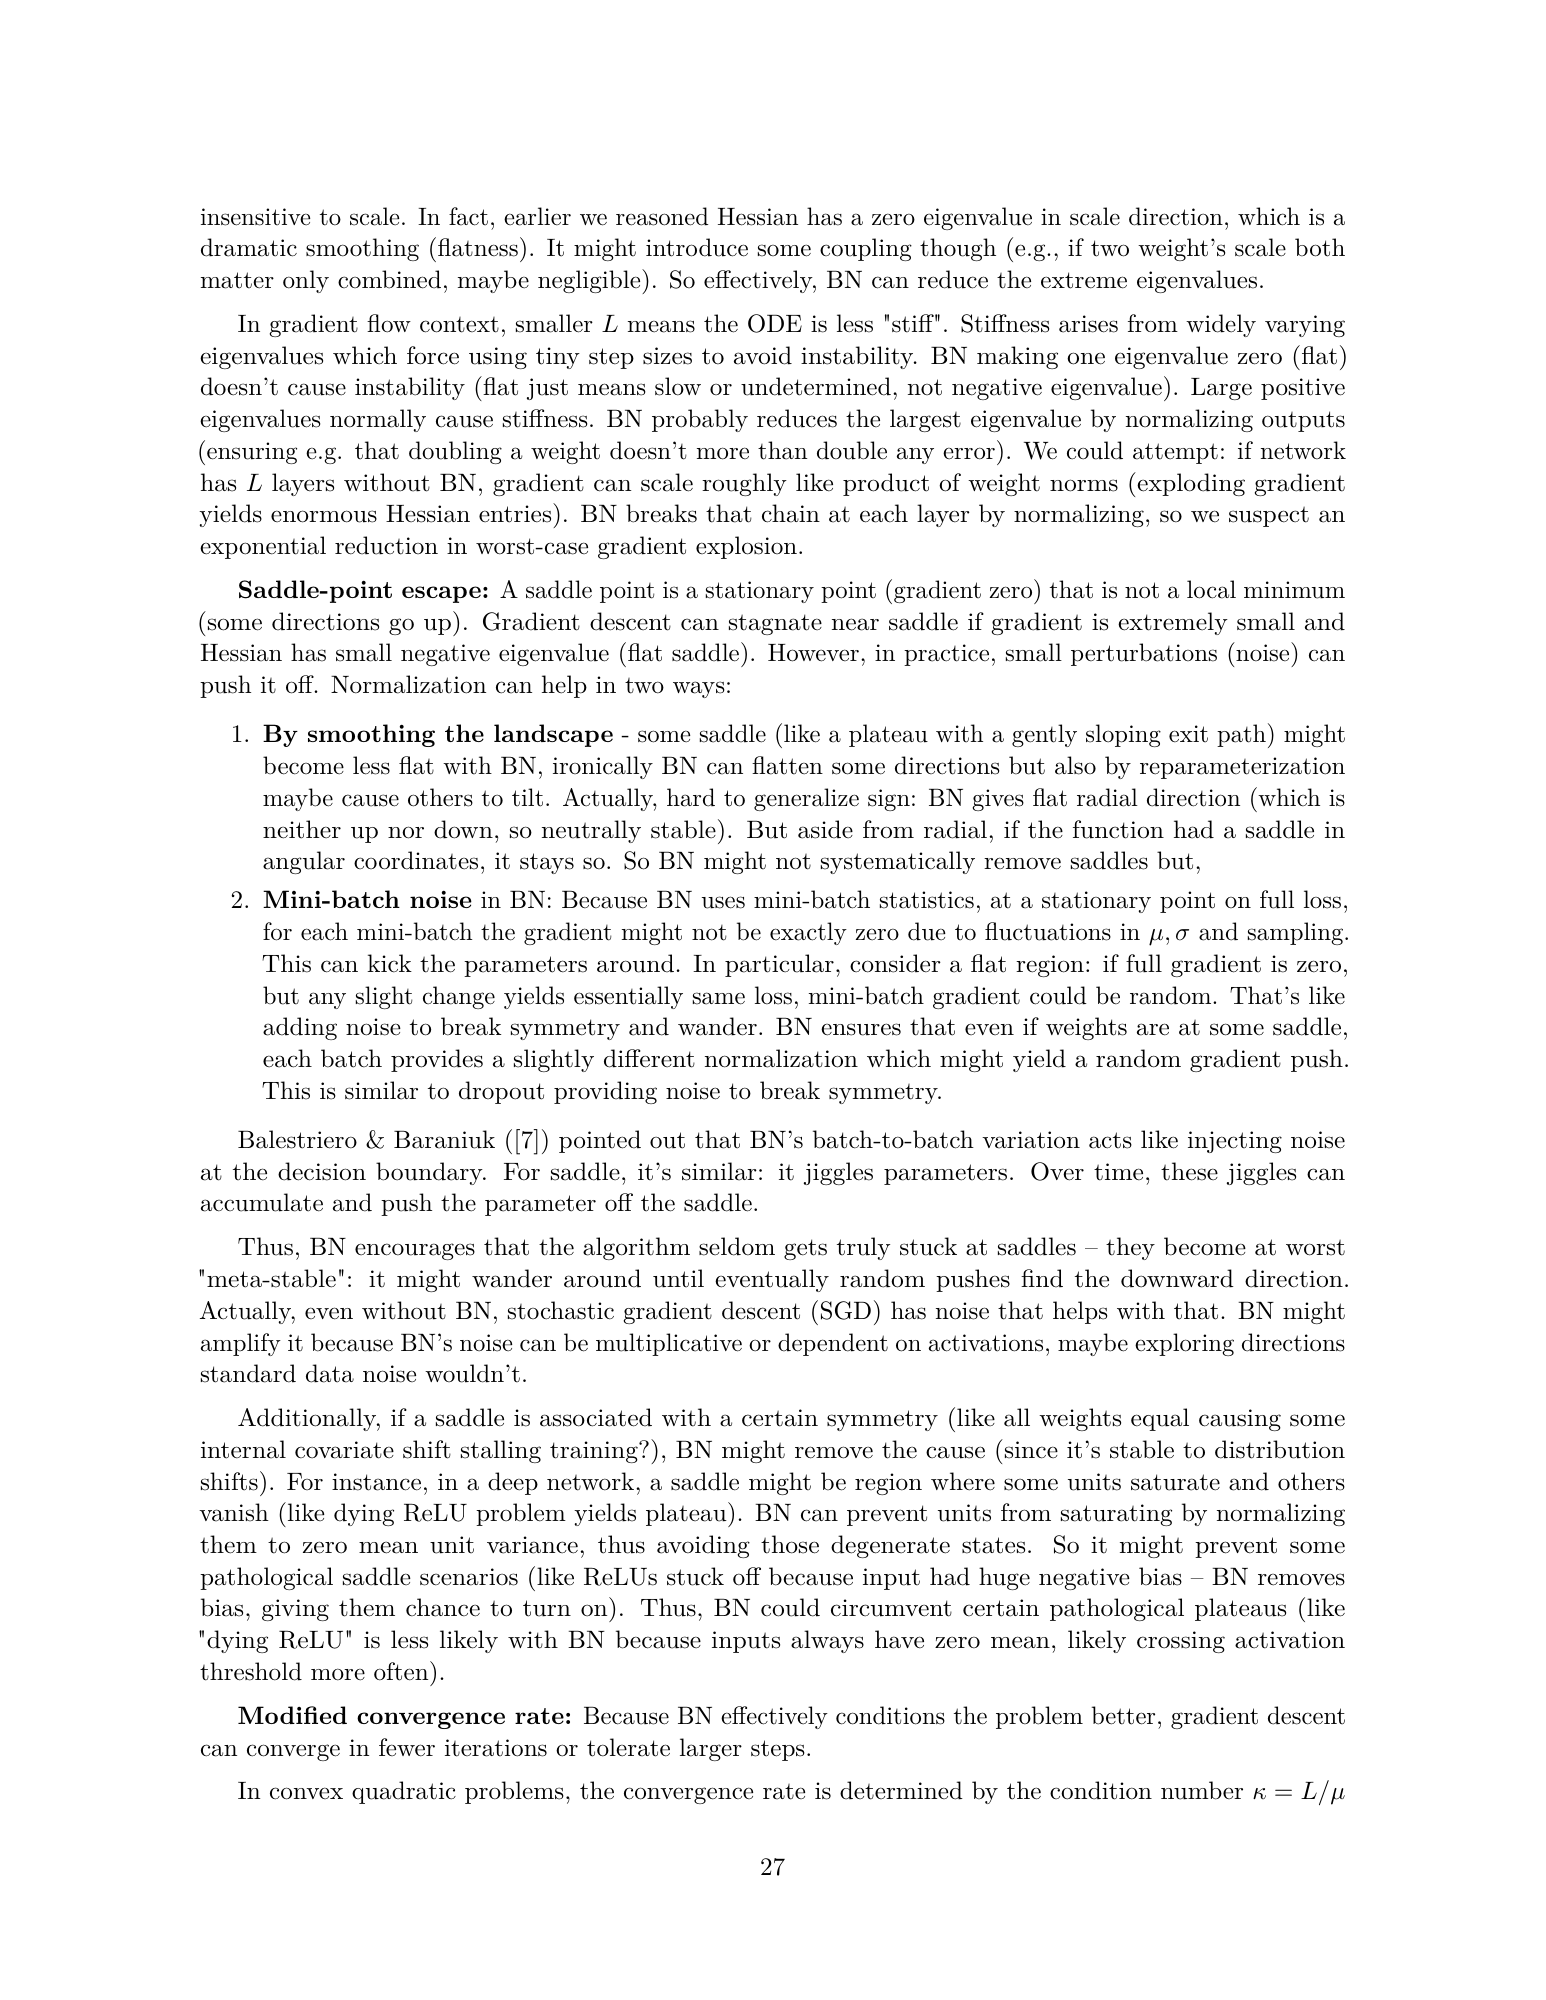 insensitive to scale. In fact, earlier we reasoned Hessian has a zero eigenvalue in scale direction, which is a
dramatic smoothing (flatness). It might introduce some coupling though (e.g., if two weight's scale both
matter only combined, maybe negligible). So effectively, BN can reduce the extreme eigenvalues.
In gradient flow context, smaller L means the ODE is less "stiff". Stiffness arises from widely varying
eigenvalues which force using tiny step sizes to avoid instability. BN making one eigenvalue zero (flat)
doesn't cause instability (flat just means slow or undetermined, not negative eigenvalue). Large positive
eigenvalues normally cause stiffness. BN probably reduces the largest eigenvalue by normalizing outputs
(ensuring e.g. that doubling a weight doesn't more than double any error). We could attempt: if network
has L layers without BN, gradient can scale roughly like product of weight norms (exploding gradient
yields enormous Hessian entries). BN breaks that chain at each layer by normalizing, so we suspect an
exponential reduction in worst-case gradient explosion.
Saddle-point escape: A saddle point is a stationary point (gradient zero) that is not a local minimum
(some directions go up). Gradient descent can stagnate near saddle if gradient is extremely small and
Hessian has small negative eigenvalue (flat saddle). However, in practice, small perturbations (noise) can
push it off. Normalization can help in two ways:
1. By smoothing the landscape - some saddle (like a plateau with a gently sloping exit path) might
become less flat with BN, ironically BN can flatten some directions but also by reparameterization
maybe cause others to tilt. Actually, hard to generalize sign: BN gives flat radial direction (which is
neither up nor down, so neutrally stable). But aside from radial, if the function had a saddle in
angular coordinates, it stays so. So BN might not systematically remove saddles but,
2. Mini-batch noise in BN: Because BN uses mini-batch statistics, at a stationary point on full loss,
for each mini-batch the gradient might not be exactly zero due to fluctuations in μ, σ and sampling.
This can kick the parameters around. In particular, consider a flat region: if full gradient is zero,
but any slight change yields essentially same loss, mini-batch gradient could be random. That's like
adding noise to break symmetry and wander. BN ensures that even if weights are at some saddle,
each batch provides a slightly different normalization which might yield a random gradient push.
This is similar to dropout providing noise to break symmetry.
Balestriero & Baraniuk ([7]) pointed out that BN's batch-to-batch variation acts like injecting noise
at the decision boundary. For saddle, it's similar: it jiggles parameters. Over time, these jiggles can
accumulate and push the parameter off the saddle.
Thus, BN encourages that the algorithm seldom gets truly stuck at saddles – they become at worst
"meta-stable": it might wander around until eventually random pushes find the downward direction.
Actually, even without BN, stochastic gradient descent (SGD) has noise that helps with that. BN might
amplify it because BN's noise can be multiplicative or dependent on activations, maybe exploring directions
standard data noise wouldn't.
Additionally, if a saddle is associated with a certain symmetry (like all weights equal causing some
internal covariate shift stalling training?), BN might remove the cause (since it's stable to distribution
shifts). For instance, in a deep network, a saddle might be region where some units saturate and others
vanish (like dying ReLU problem yields plateau). BN can prevent units from saturating by normalizing
them to zero mean unit variance, thus avoiding those degenerate states. So it might prevent some
pathological saddle scenarios (like ReLUs stuck off because input had huge negative bias – BN removes
bias, giving them chance to turn on). Thus, BN could circumvent certain pathological plateaus (like
"dying ReLU" is less likely with BN because inputs always have zero mean, likely crossing activation
threshold more often).
Modified convergence rate: Because BN effectively conditions the problem better, gradient descent
can converge in fewer iterations or tolerate larger steps.
In convex quadratic problems, the convergence rate is determined by the condition number κ = L/μ
27